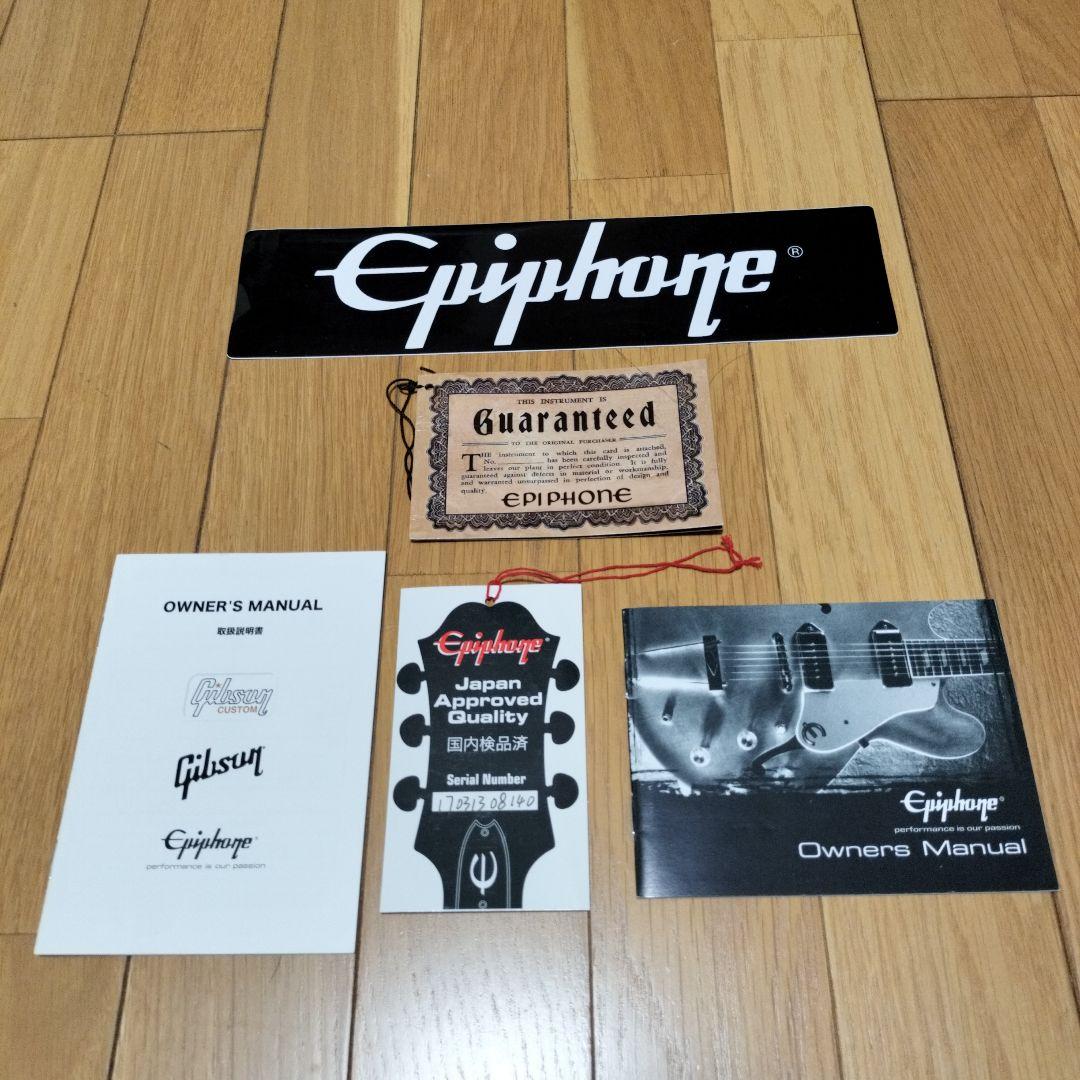 Epiphone®
THIS INSTRUMENT IS
Guaranteed
TO THE ORIGINAL PURCHASER
THE instrument to which this card is attached,
No. has been carefully inspected and
leaves our plant in perfect condition. It is fully
guaranteed against defects in material or workmanship,
and warranted unsurpassed in perfection of design and
quality.
EPIPHONE
OWNER'S MANUAL
取扱説明書
Gibson
CUSTOM
Gibson
Epiphone®
performance is our passion
Epiphone®
Japan
Approved
Quality
国内検品済
Serial Number
170313 08140
Epiphone®
performance is our passion
Owners Manual